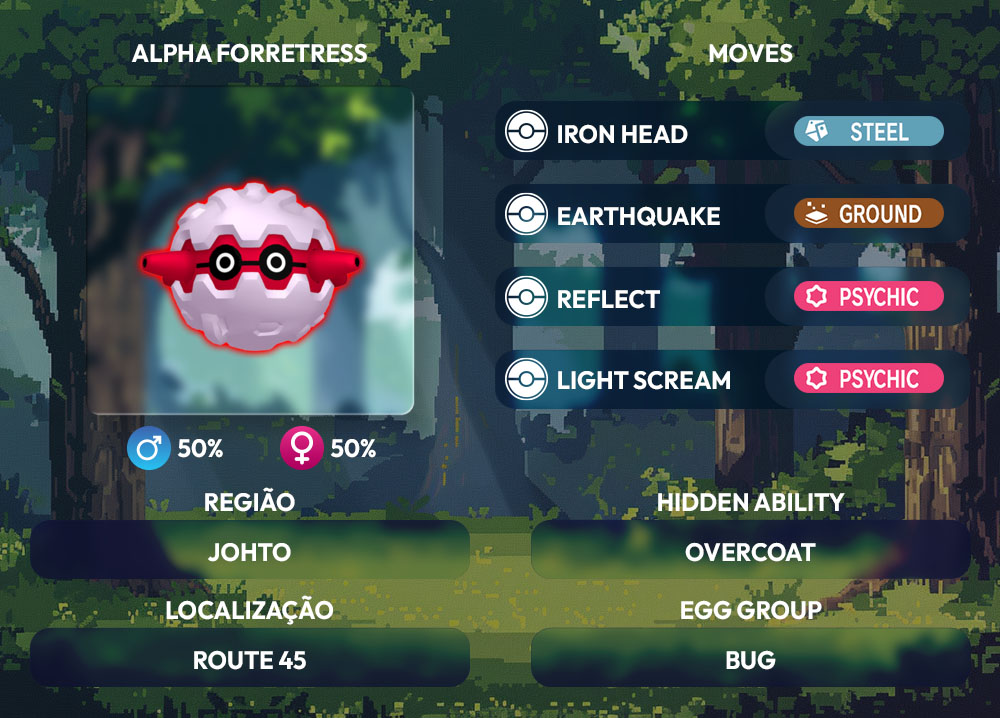 ALPHA FORRETRESS
MOVES
IRON HEAD
STEEL
EARTHQUAKE
GROUND
REFLECT
PSYCHIC
LIGHT SCREAM
PSYCHIC
50%
50%
REGIÃO
JOHTO
HIDDEN ABILITY
OVERCOAT
LOCALIZAÇÃO
ROUTE 45
EGG GROUP
BUG